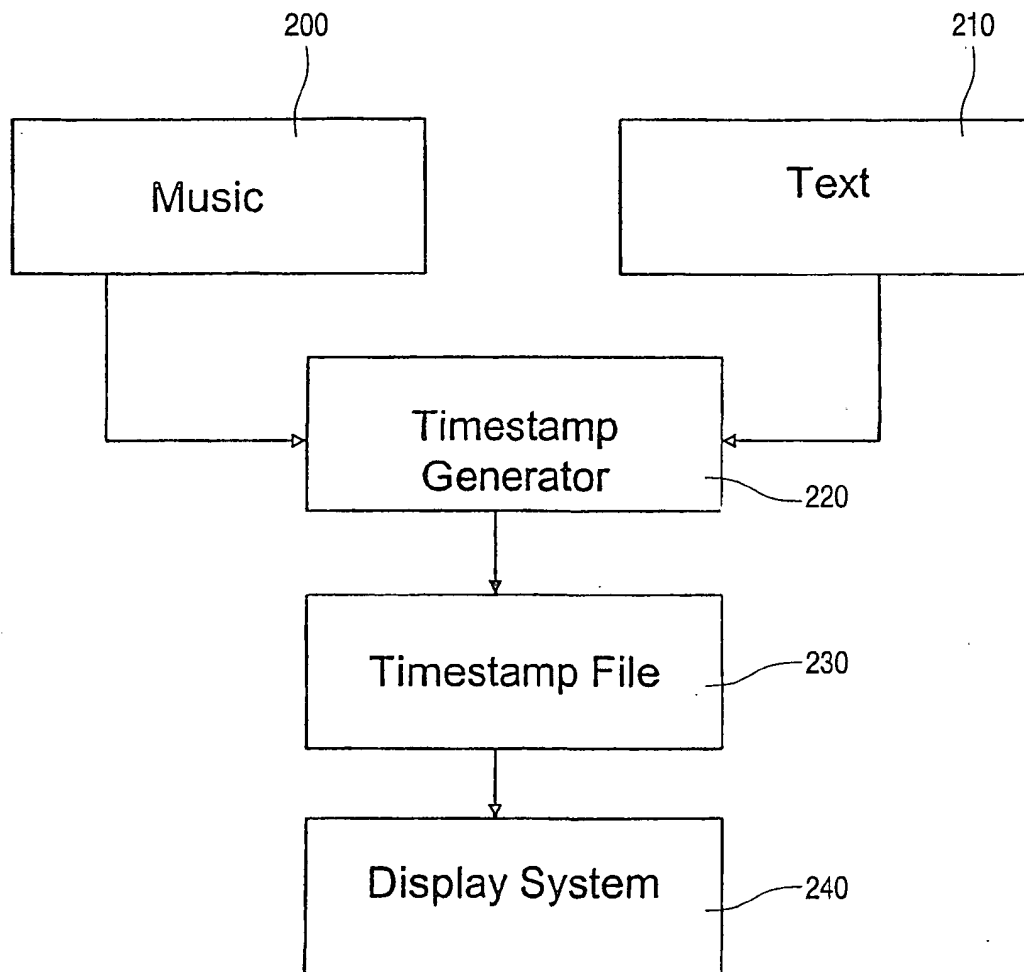 200
210
Music
Text
Timestamp
Generator
220
Timestamp File
230
Display System
240